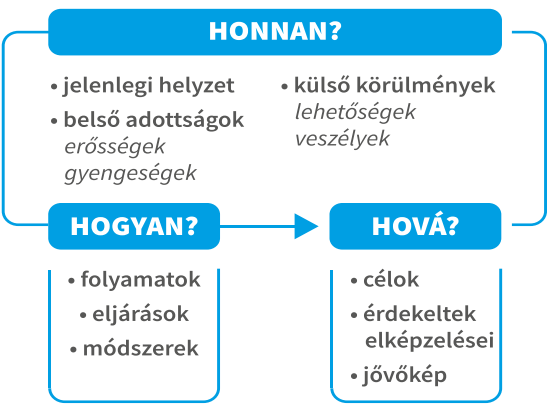 HONNAN?
• jelenlegi helyzet
• belső adottságok
erősségek
gyengeségek
• külső körülmények
lehetőségek
veszélyek
HOGYAN?
• folyamatok
• eljárások
• módszerek
HOVÁ?
• célok
• érdekeltek
elképzelései
• jövőkép